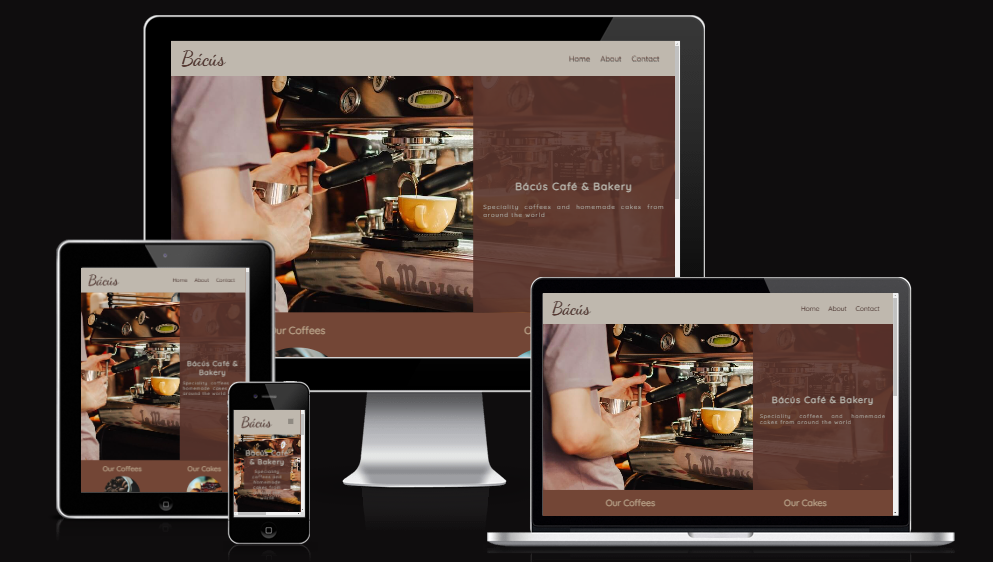 Bácús
Home About Contact
Bácús Café & Bakery
Speciality coffees and homemade cakes from
around the world
La Marzocco
Our Coffees
Bácús
Home About Contact
Bácús Café &
Bakery
Speciality coffees and
homemade cakes from
around the world
Our Coffees Our Cakes
Bácús
Bácús Café
& Bakery
Speciality
coffees and
homemade
cakes from
Bácús
Home About Contact
Bácús Café & Bakery
Speciality coffees and homemade
cakes from around the world
Our Coffees Our Cakes